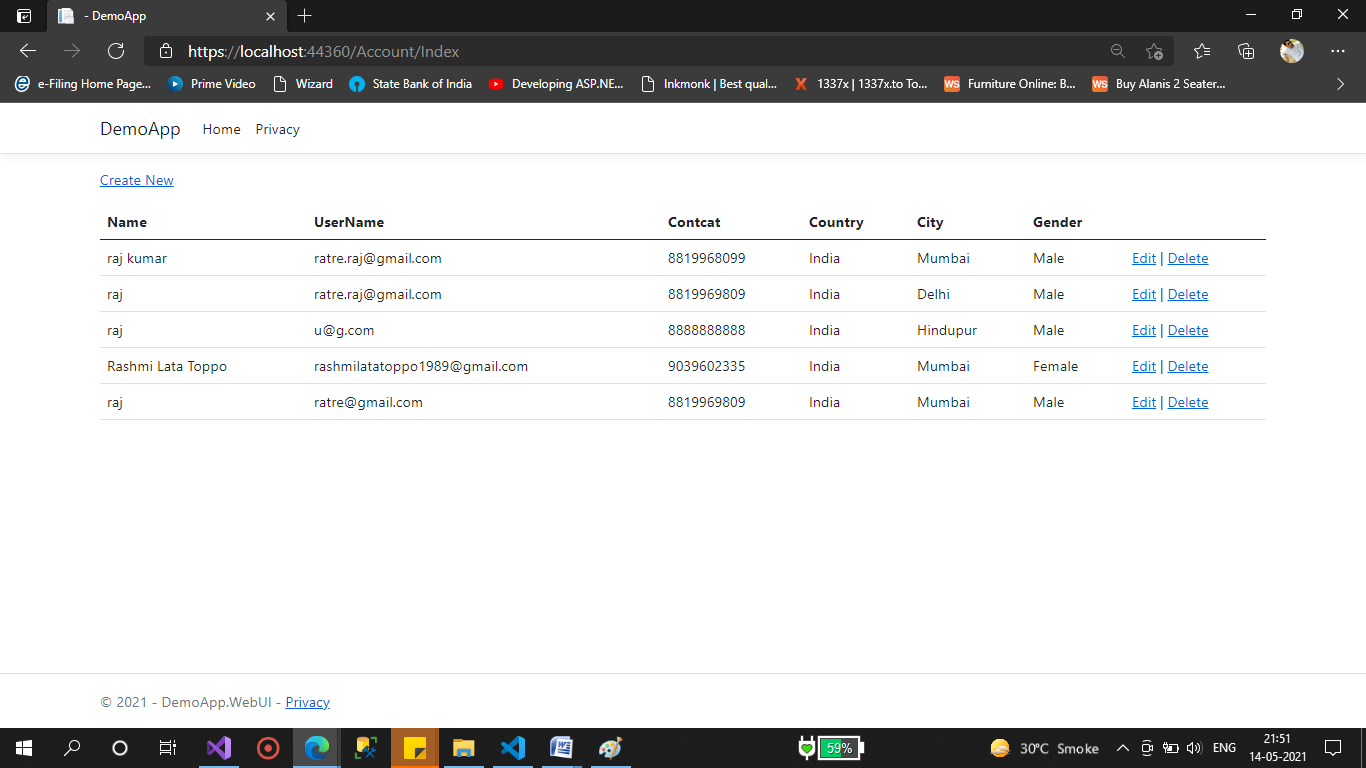 - DemoApp
https://localhost:44360/Account/Index
e-Filing Home Page... Prime Video Wizard State Bank of India Developing ASP.NE... Inkmonk | Best qual... 1337x | 1337x.to To... Furniture Online: B... Buy Alanis 2 Seater...
DemoApp Home Privacy
Create New
Name UserName Contcat Country City Gender
raj kumar ratre.raj@gmail.com 8819968099 India Mumbai Male Edit | Delete
raj ratre.raj@gmail.com 8819969809 India Delhi Male Edit | Delete
raj u@g.com 8888888888 India Hindupur Male Edit | Delete
Rashmi Lata Toppo rashmilatatoppo1989@gmail.com 9039602335 India Mumbai Female Edit | Delete
raj ratre@gmail.com 8819969809 India Mumbai Male Edit | Delete
© 2021 - DemoApp.WebUI - Privacy
59% 30°C Smoke ENG 21:51
14-05-2021